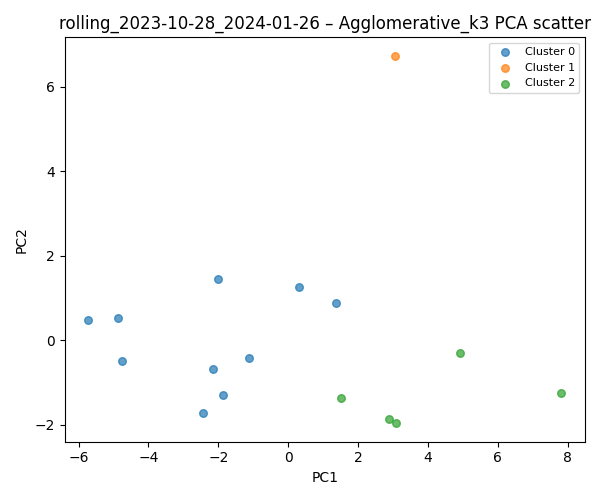 rolling_2023-10-28_2024-01-26 – Agglomerative_k3 PCA scatter
Cluster 0
Cluster 1
Cluster 2
PC2
6
4
2
0
−2
−6
−4
−2
0
2
4
6
8
PC1